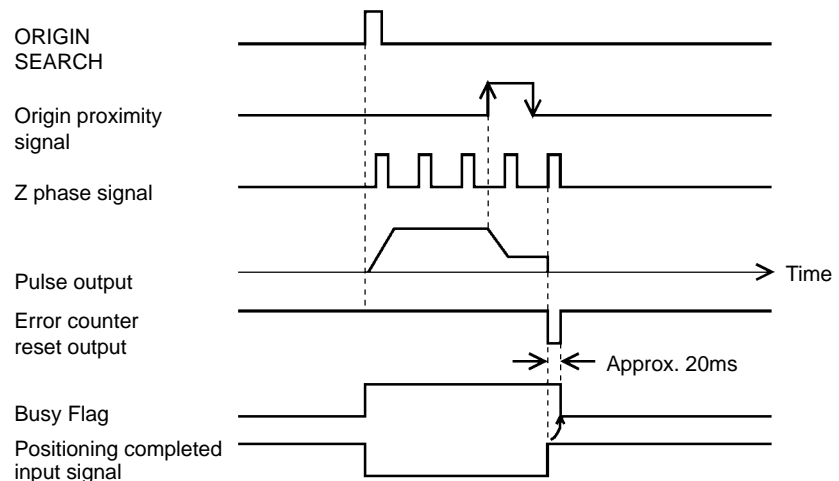 ORIGIN
SEARCH
Origin proximity
signal
Z phase signal
Pulse output
Time
Error counter
reset output
Approx. 20ms
Busy Flag
Positioning completed
input signal